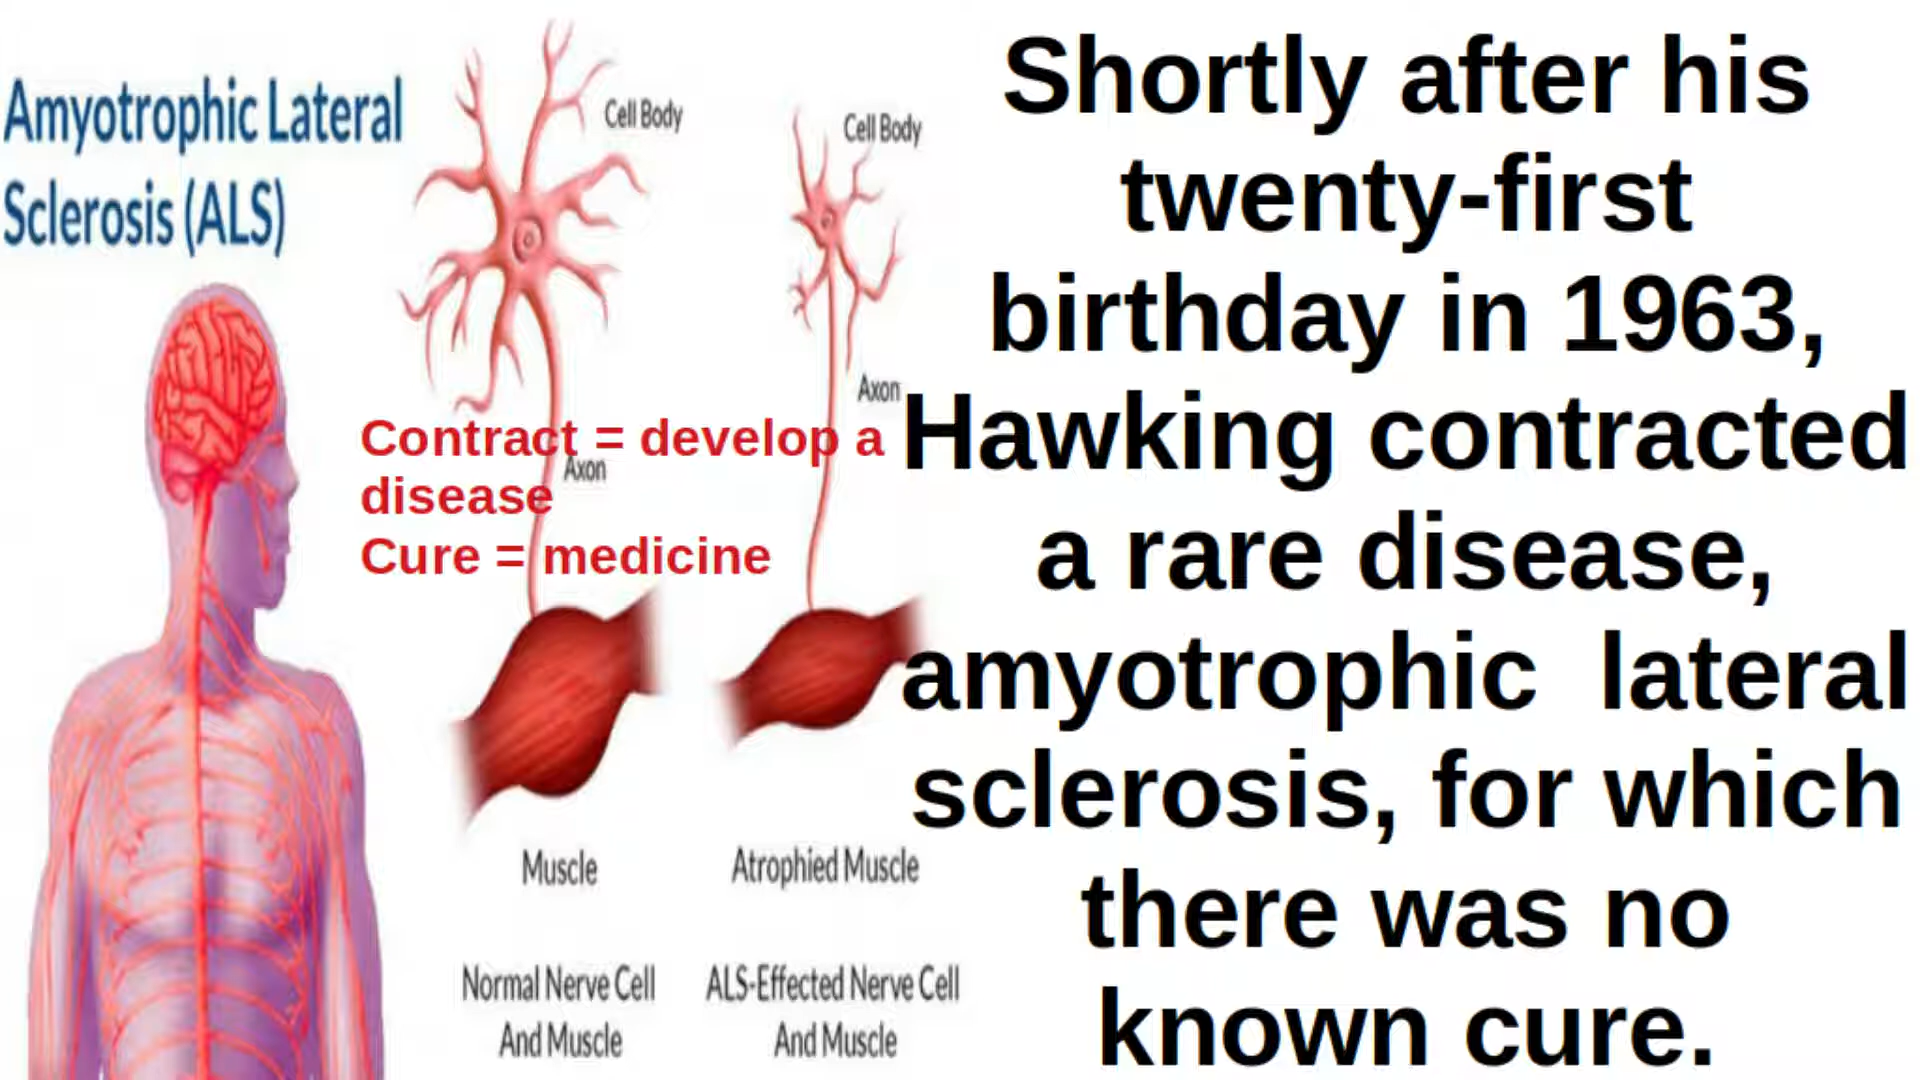 Amyotrophic Lateral
Sclerosis (ALS)
Cell Body
Cell Body
Axon
Axon
Contract = develop a
disease
Cure = medicine
Muscle
Atrophied Muscle
Normal Nerve Cell
And Muscle
ALS-Effected Nerve Cell
And Muscle
Shortly after his
twenty-first
birthday in 1963,
Hawking contracted
a rare disease,
amyotrophic  lateral
sclerosis, for which
there was no
known cure.